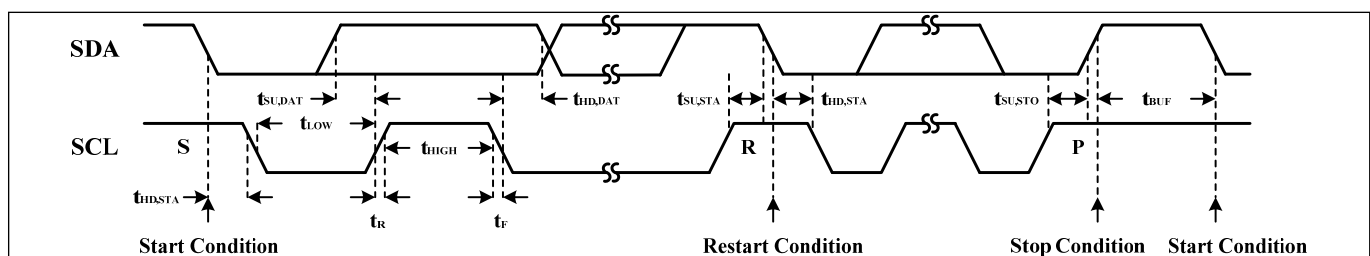 SDA
tSU,DAT
tHD,DAT
tSU,STA
tHD,STA
tSU,STO
tBUF
tLOW
SCL
S
tHIGH
R
P
tHD,STA
tR
tF
Start Condition
Restart Condition
Stop Condition
Start Condition